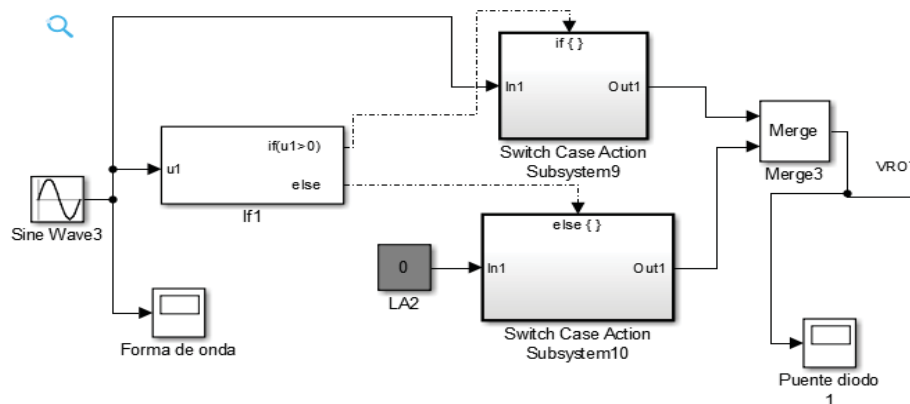 if { }
In1
Out1
Switch Case Action
Subsystem9
Merge
Merge3
if(u1>0)
u1
else
If1
Sine Wave3
else { }
0
In1
Out1
LA2
Switch Case Action
Subsystem10
Forma de onda
Puente diodo
1